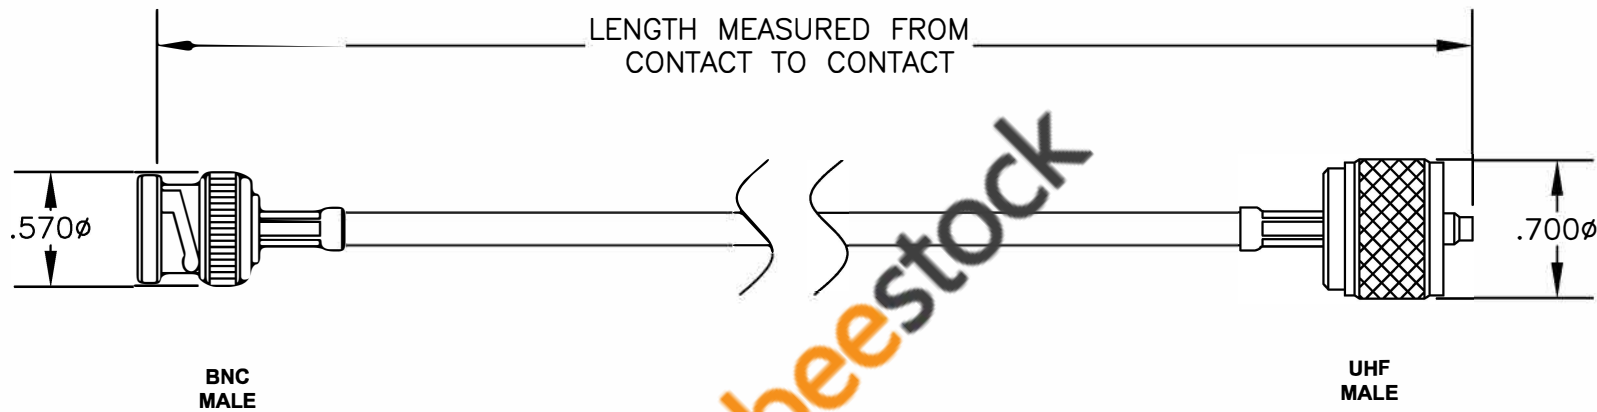 LENGTH MEASURED FROM
CONTACT TO CONTACT
.570ø
.700ø
beestock
BNC
MALE
UHF
MALE